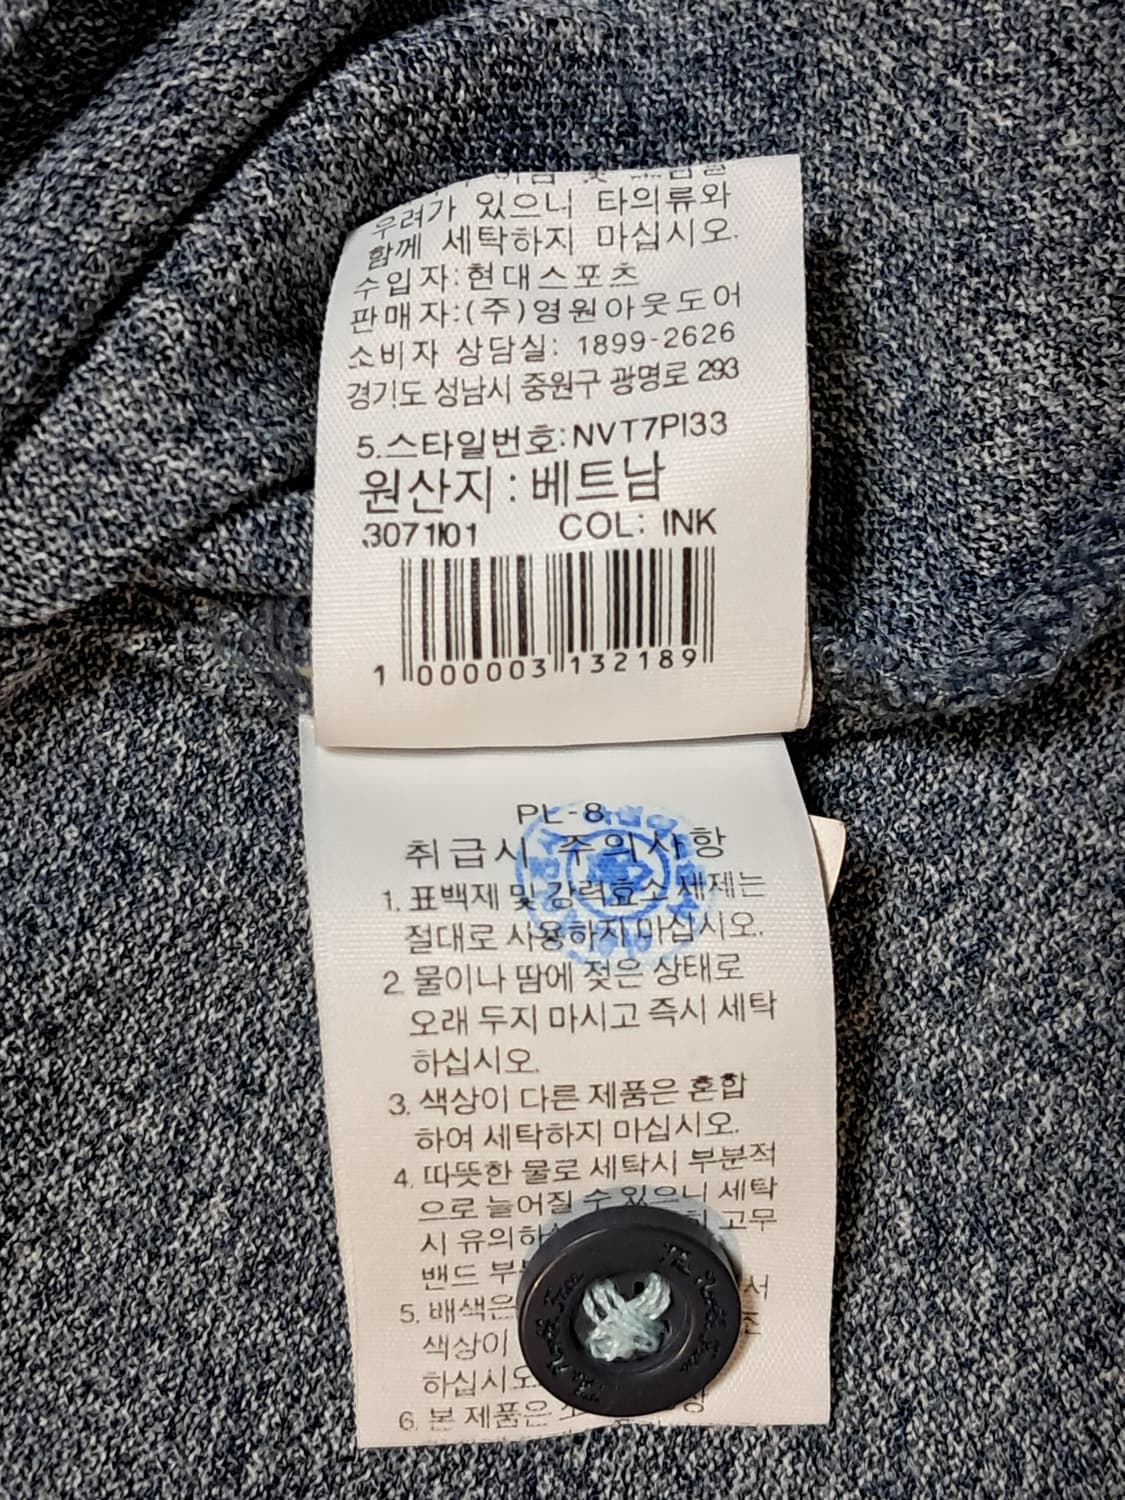 우려가 있으니 타의류와
함께 세탁하지 마십시오.
수입자:현대스포츠
판매자:(주)영원아웃도어
소비자 상담실: 1899-2626
경기도 성남시 중원구 광명로 293
5.스타일번호:NVT7PI33
원산지 : 베트남
3071101 COL: INK
1 000003 132189
PL-8
취급시 주의사항
1. 표백제 및 강력효소 세제는
절대로 사용하지 마십시오.
2 물이나 땀에 젖은 상태로
오래 두지 마시고 즉시 세탁
하십시오.
3. 색상이 다른 제품은 혼합
하여 세탁하지 마십시오.
4. 따뜻한 물로 세탁시 부분적
으로 늘어질 수 있으니 세탁
시 고무
밴드
5. 배색은
색상이
하십시오
6. 본 제품은